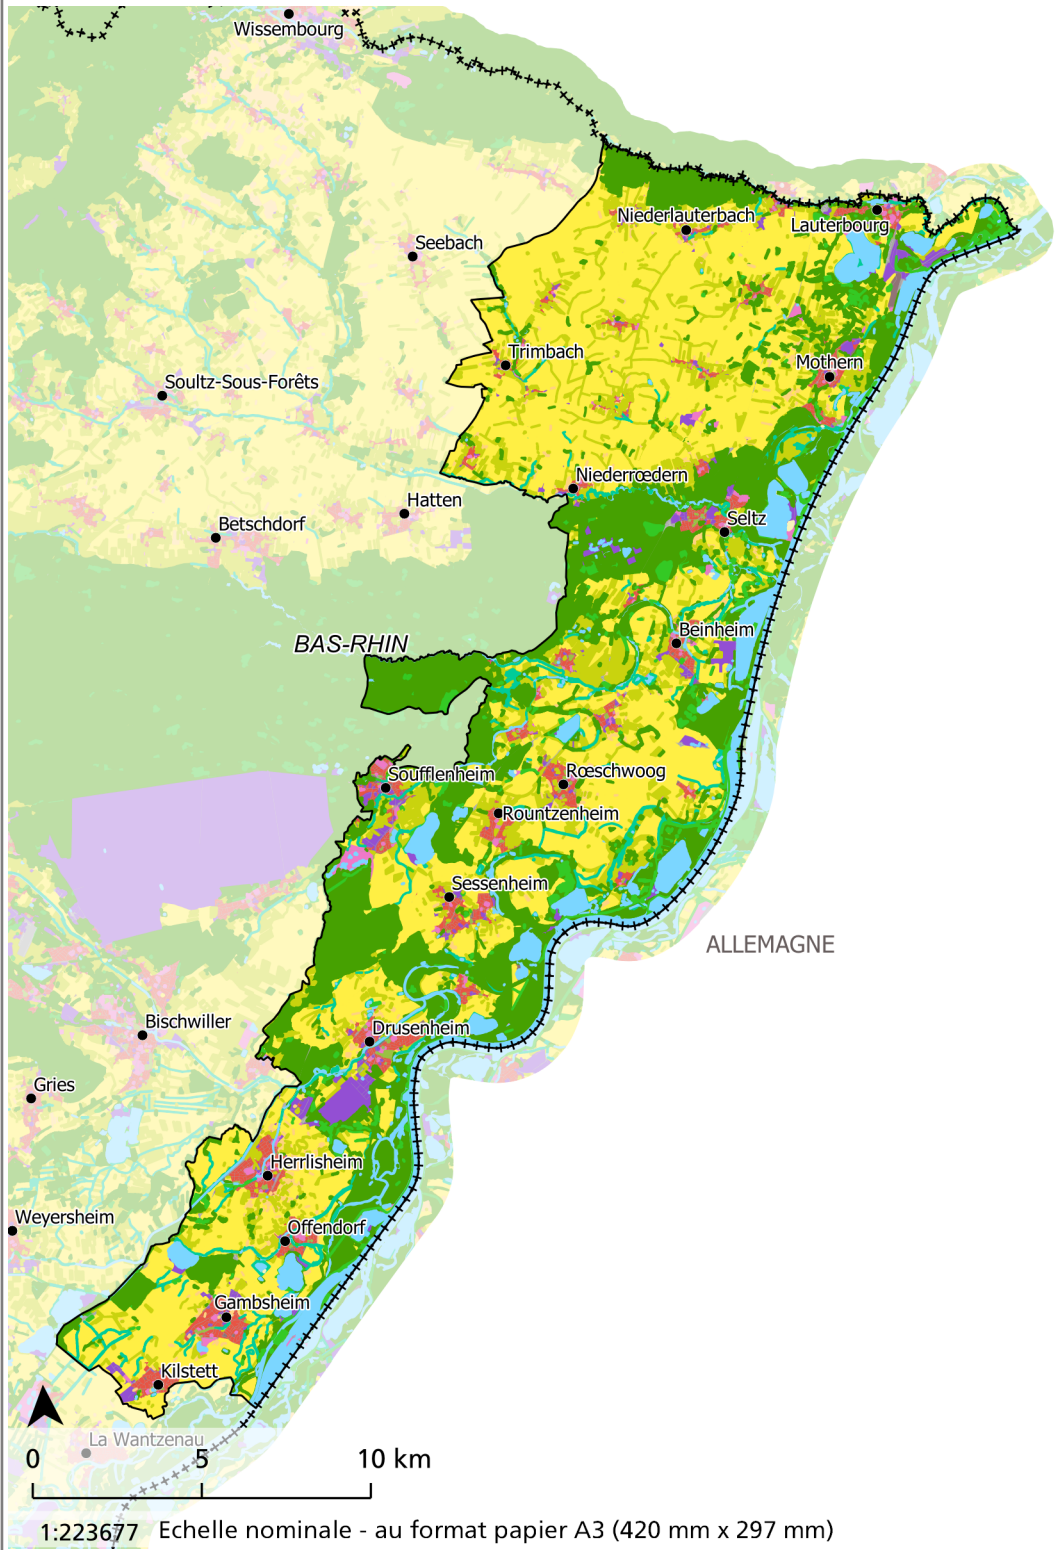 Wissembourg
Niederlauterbach
Lauterbourg
Seebach
Trimbach
Mothern
Soultz-Sous-Forêts
Niederrœdern
Hatten
Seltz
Betschdorf
Beinheim
BAS-RHIN
Soufflenheim
Rœschwoog
Rountzenheim
Sessenheim
ALLEMAGNE
Bischwiller
Drusenheim
Gries
Herrlisheim
Weyersheim
Offendorf
Gambsheim
Kilstett
La Wantzenau
0 5 10 km
1:223677 Echelle nominale - au format papier A3 (420 mm x 297 mm)